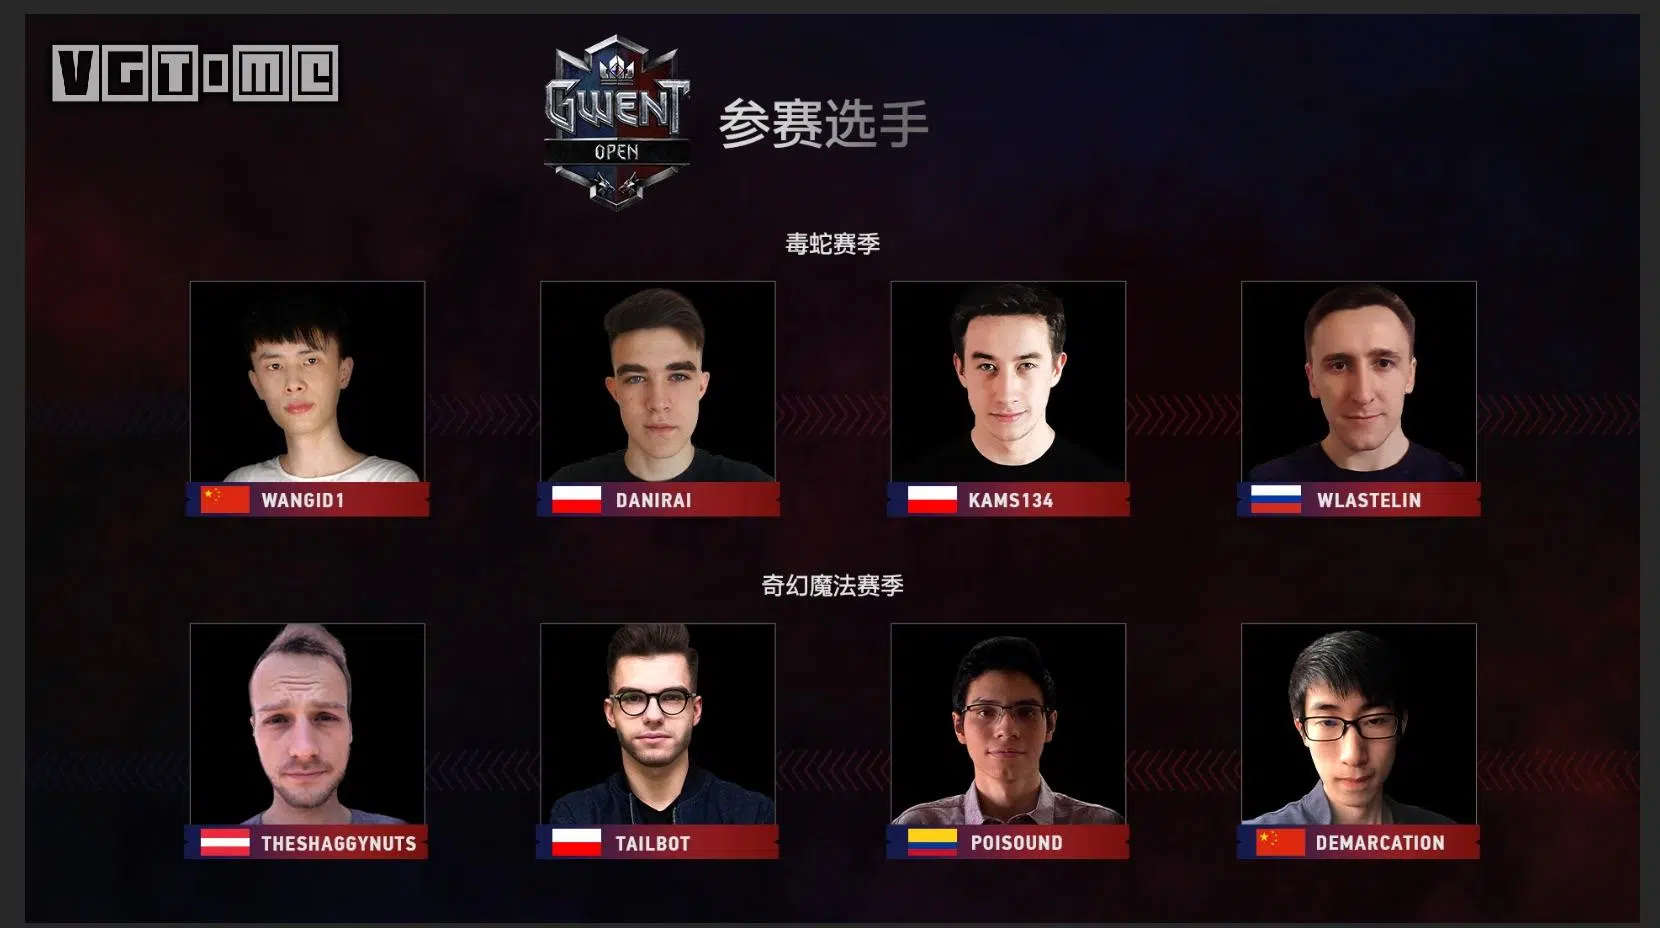 VGTIME
GWENT
OPEN
参赛选手
毒蛇赛季
WANGID1
DANIRAI
KAMS134
WLASTELIN
奇幻魔法赛季
THESHAGGYNUTS
TAILBOT
POISOUND
DEMARCATION